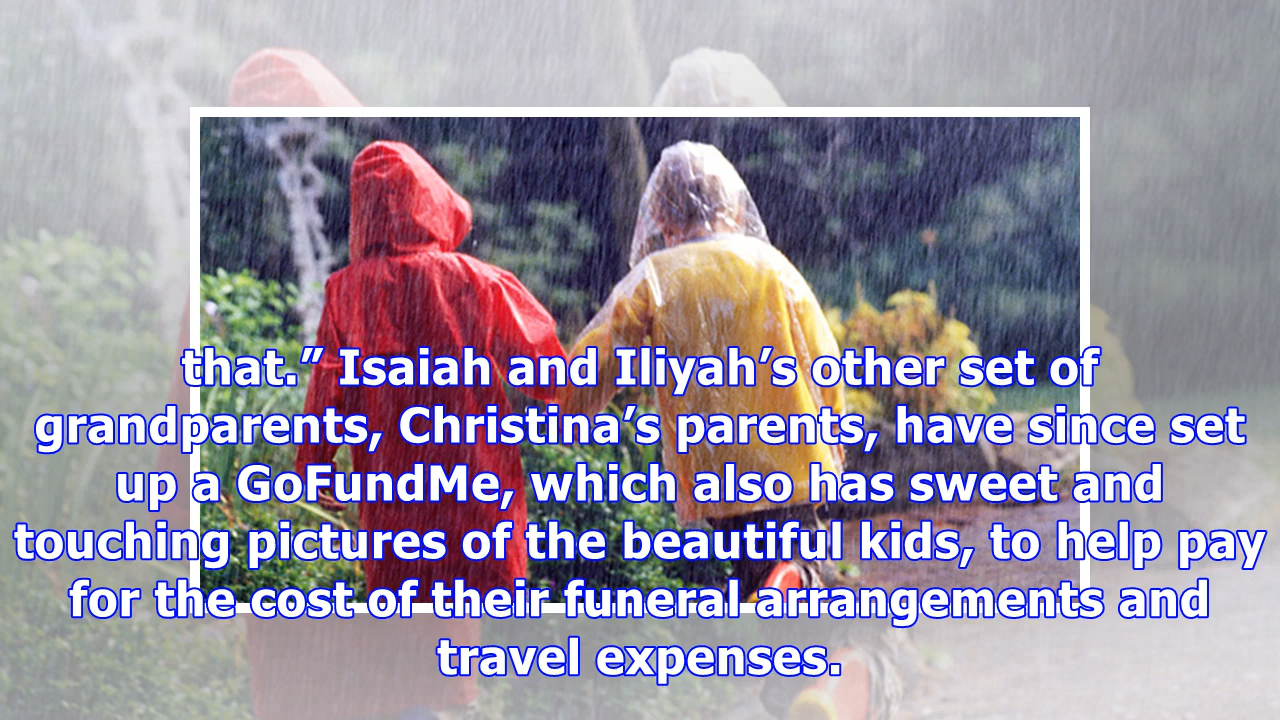 that.” Isaiah and Iliyah’s other set of
grandparents, Christina’s parents, have since set
up a GoFundMe, which also has sweet and
touching pictures of the beautiful kids, to help pay
for the cost of their funeral arrangements and
travel expenses.